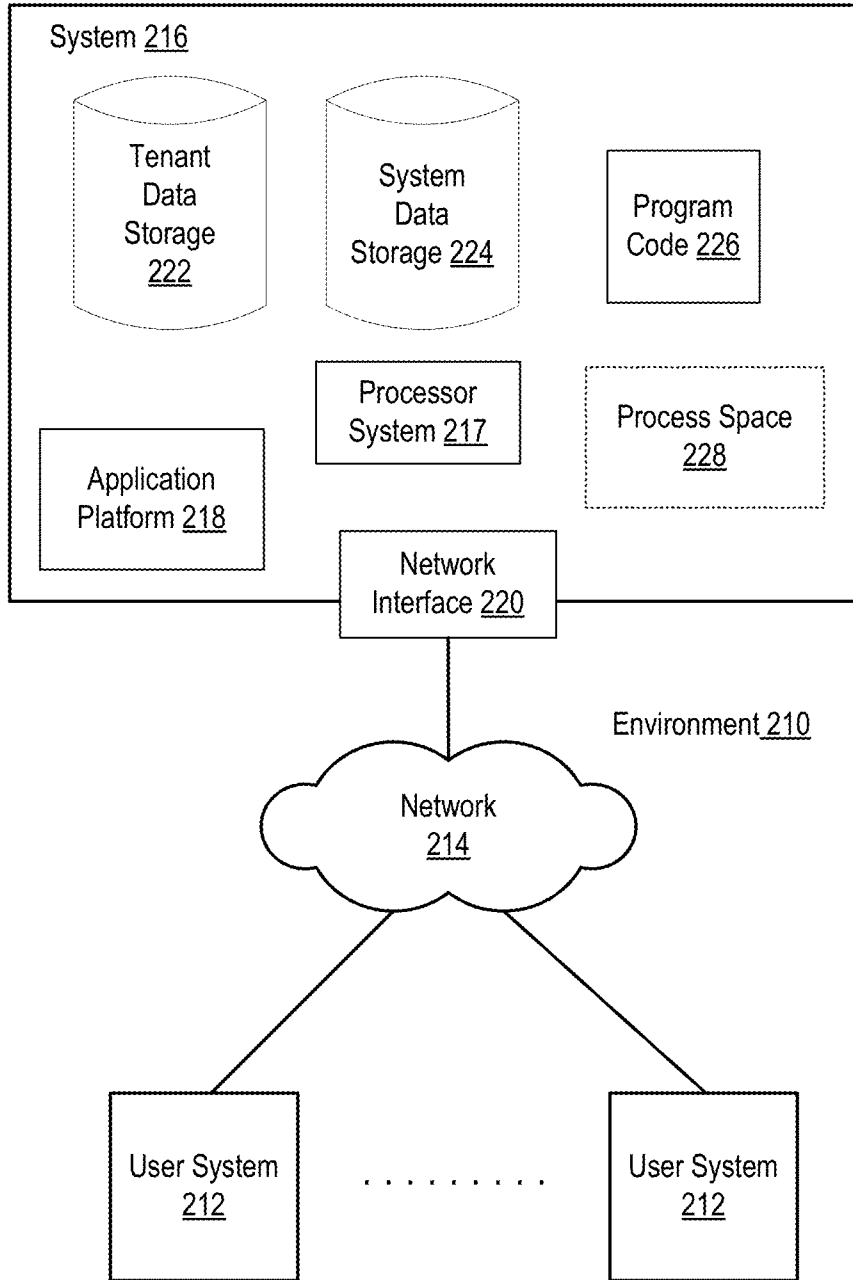 System 216
Tenant
Data
Storage
222
System
Data
Storage 224
Program
Code 226
Processor
System 217
Process Space
228
Application
Platform 218
Network
Interface 220
Environment 210
Network
214
User System
212
. . . . . . . . .
User System
212